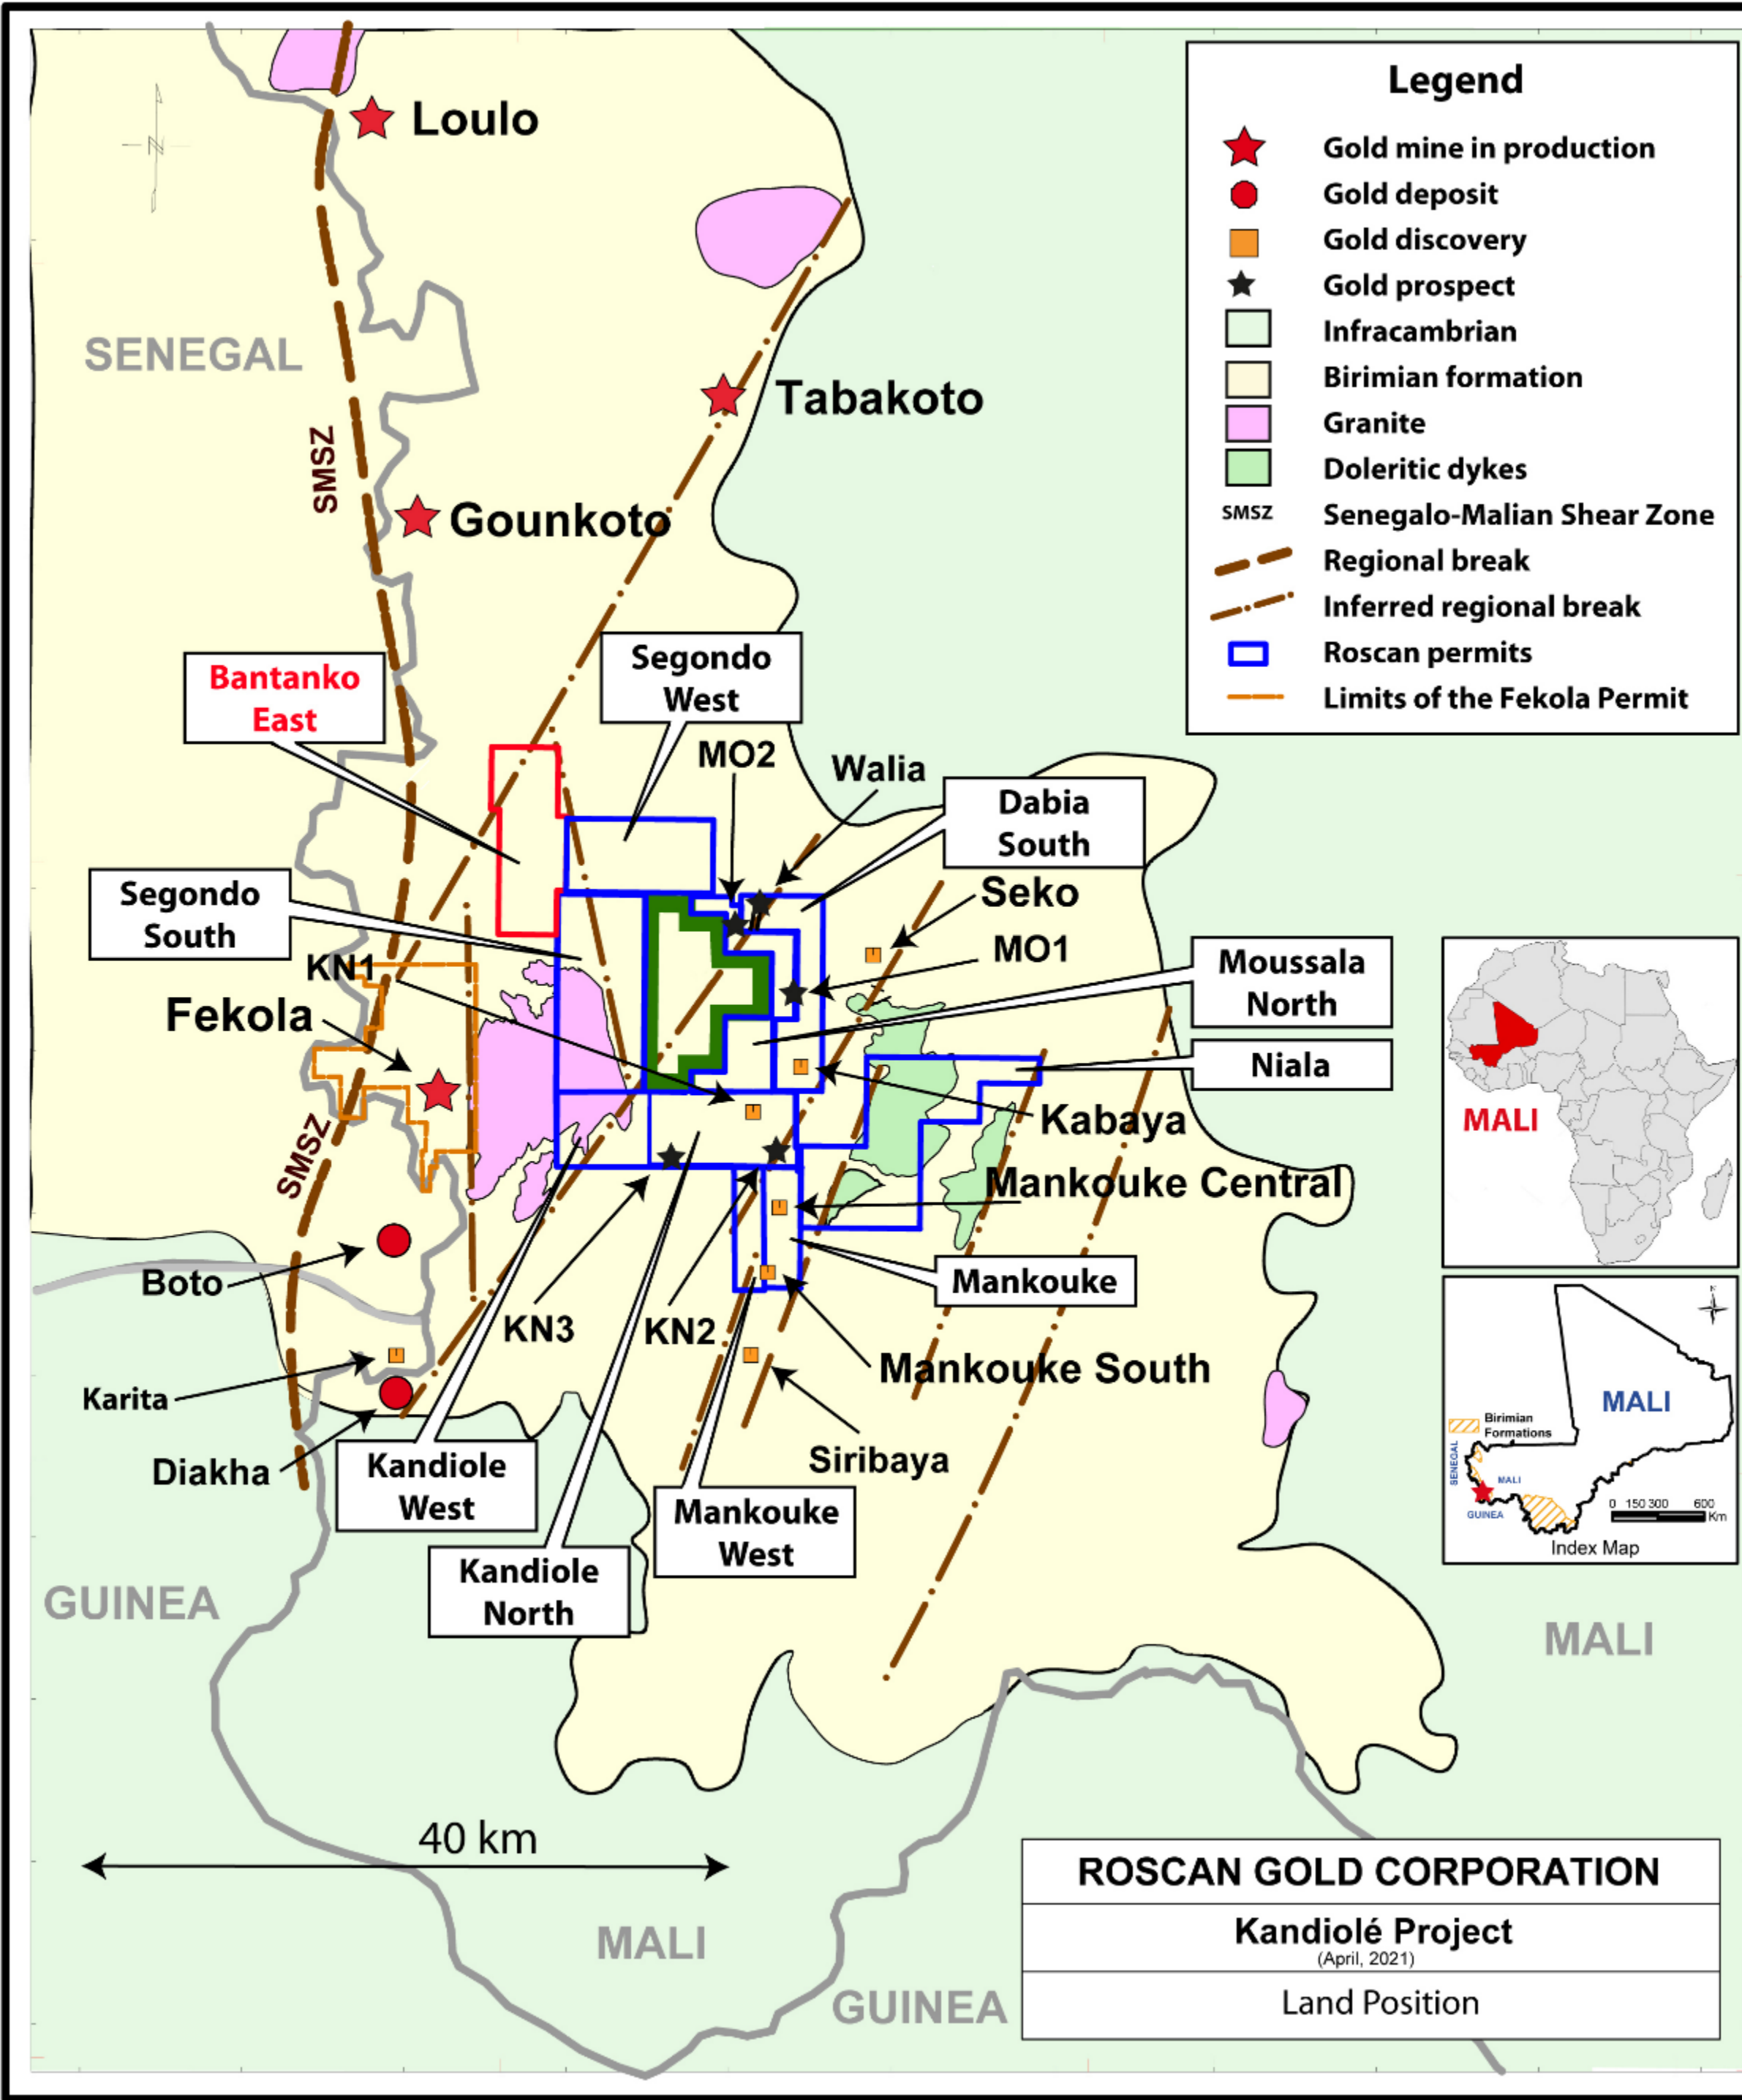 Legend
Gold mine in production
Gold deposit
Gold discovery
Gold prospect
Infracambrian
Birimian formation
Granite
Doleritic dykes
SMSZ Senegalo-Malian Shear Zone
Regional break
Inferred regional break
Roscan permits
Limits of the Fekola Permit
N
Loulo
SENEGAL
Tabakoto
SMSZ
Gounkoto
Segondo
West
Bantanko
East
MO2
Walia
Dabia
South
Segondo
South
Seko
MO1
KN1
Moussala
North
Fekola
Niala
Kabaya
SMSZ
Mankouke Central
Boto
Mankouke
KN3
KN2
Mankouke South
Karita
Siribaya
Diakha
Kandiole
West
Mankouke
West
Kandiole
North
GUINEA
MALI
40 km
MALI
GUINEA
MALI
N
MALI
Birimian
Formations
SENEGAL
MALI
GUINEA
0 150 300 600
Km
Index Map
ROSCAN GOLD CORPORATION
Kandiolé Project
(April, 2021)
Land Position